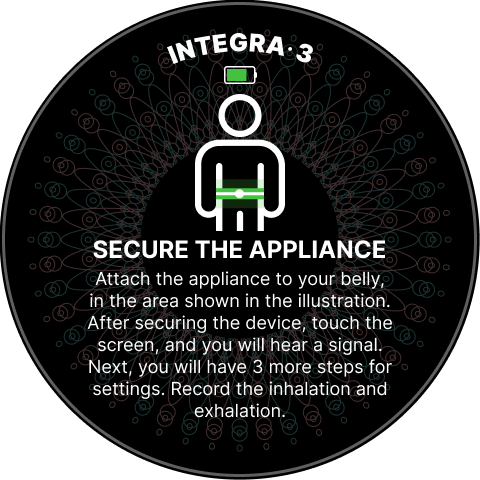 INTEGRA·3
SECURE THE APPLIANCE
Attach the appliance to your belly,
in the area shown in the illustration.
After securing the device, touch the
screen, and you will hear a signal.
Next, you will have 3 more steps for
settings. Record the inhalation and
exhalation.